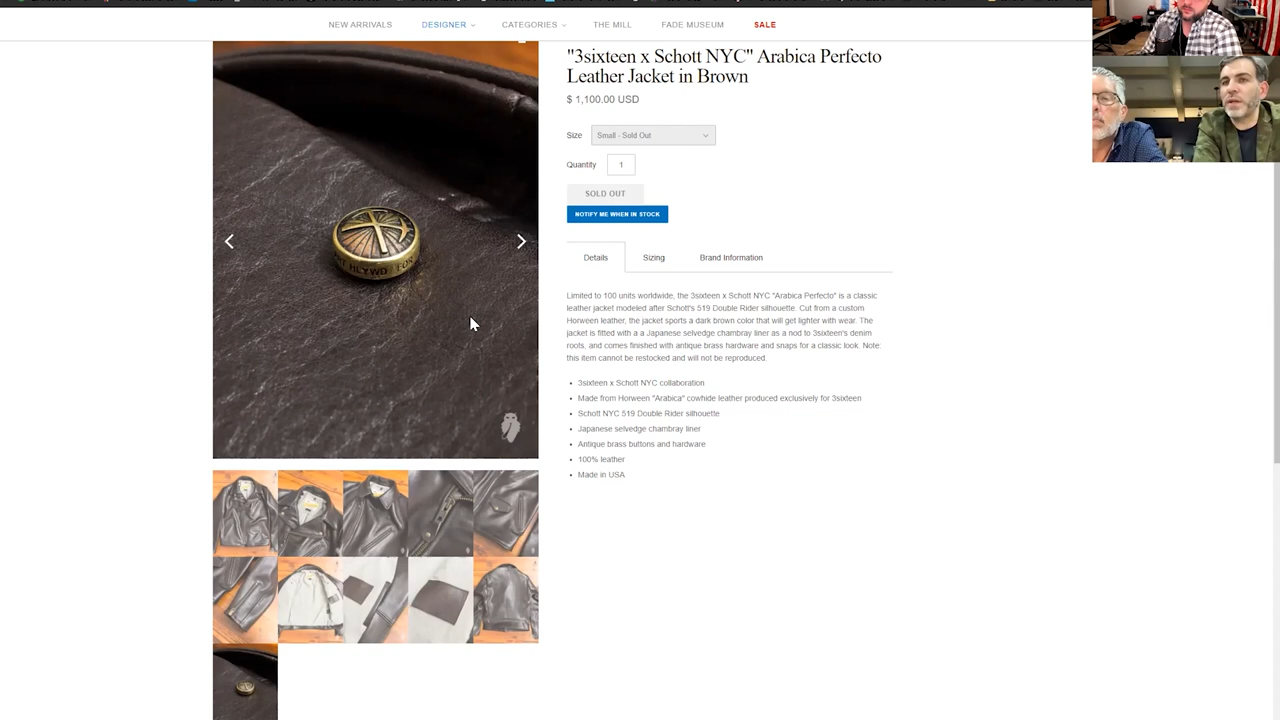 NEW ARRIVALS DESIGNER CATEGORIES THE MILL FADE MUSEUM SALE
"3sixteen x Schott NYC" Arabica Perfecto
Leather Jacket in Brown
$ 1,100.00 USD
Size Small - Sold Out
Quantity 1
SOLD OUT
NOTIFY ME WHEN IN STOCK
Details Sizing Brand Information
Limited to 100 units worldwide, the 3sixteen x Schott NYC "Arabica Perfecto" is a classic
leather jacket modeled after Schott's 519 Double Rider silhouette. Cut from a custom
Horween leather, the jacket sports a dark brown color that will get lighter with wear. The
jacket is fitted with a a Japanese selvedge chambray liner as a nod to 3sixteen's denim
roots, and comes finished with antique brass hardware and snaps for a classic look. Note:
this item cannot be restocked and will not be reproduced.
3sixteen x Schott NYC collaboration
Made from Horween "Arabica" cowhide leather produced exclusively for 3sixteen
Schott NYC 519 Double Rider silhouette
Japanese selvedge chambray liner
Antique brass buttons and hardware
100% leather
Made in USA
HLYWD FOR